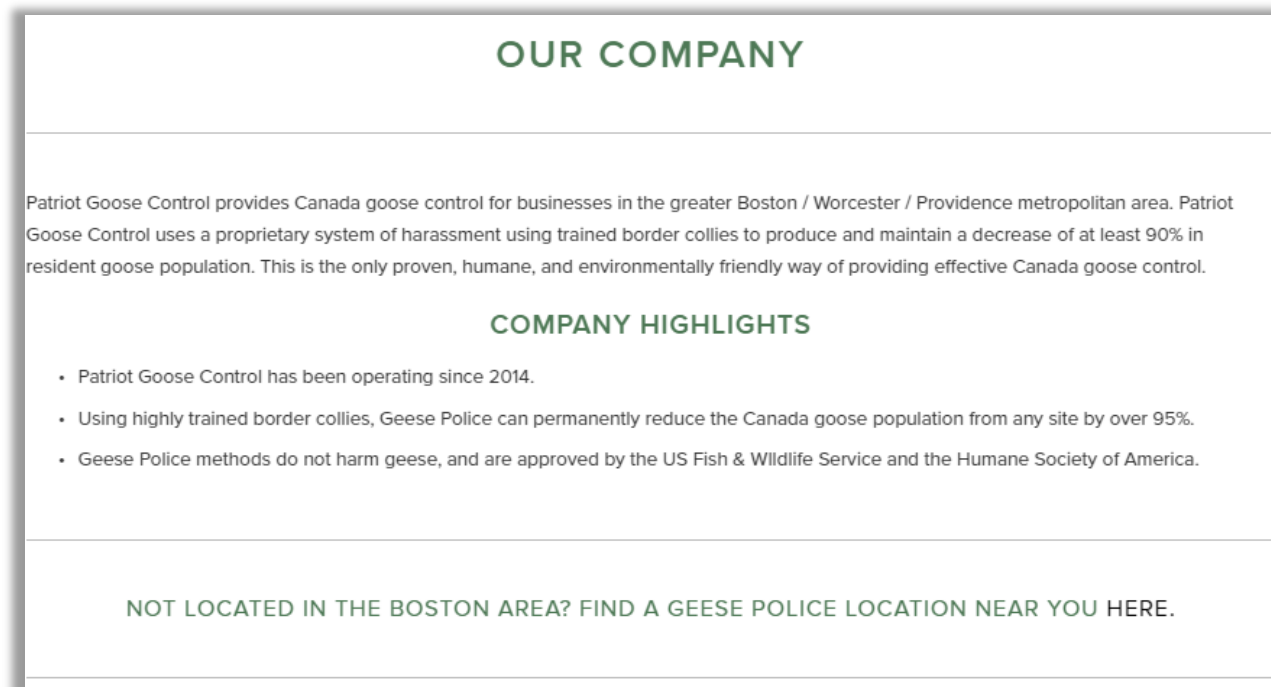 OUR COMPANY
Patriot Goose Control provides Canada goose control for businesses in the greater Boston / Worcester / Providence metropolitan area. Patriot
Goose Control uses a proprietary system of harassment using trained border collies to produce and maintain a decrease of at least 90% in
resident goose population. This is the only proven, humane, and environmentally friendly way of providing effective Canada goose control.
COMPANY HIGHLIGHTS
• Patriot Goose Control has been operating since 2014.
• Using highly trained border collies, Geese Police can permanently reduce the Canada goose population from any site by over 95%.
• Geese Police methods do not harm geese, and are approved by the US Fish & WIldlife Service and the Humane Society of America.
NOT LOCATED IN THE BOSTON AREA? FIND A GEESE POLICE LOCATION NEAR YOU HERE.